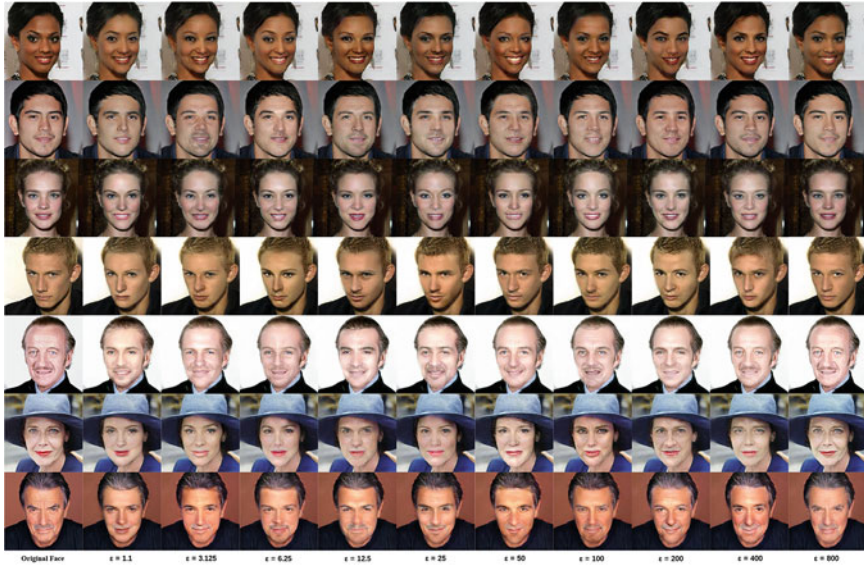 Original Face ε = 1.1 ε = 3.125 ε = 6.25 ε = 12.5 ε = 25 ε = 50 ε = 100 ε = 200 ε = 400 ε = 800